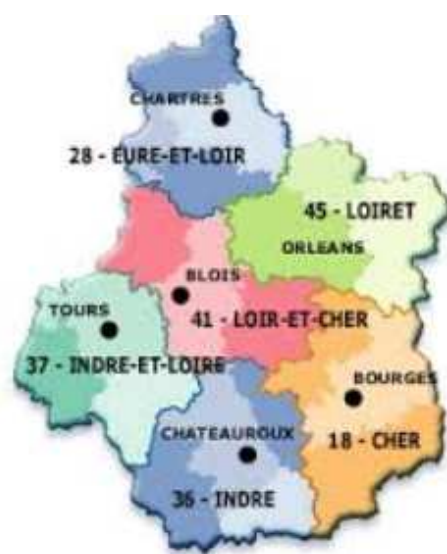 CHARTRES
28 - EURE-ET-LOIR
45 - LOIRET
ORLEANS
BLOIS
TOURS
41 - LOIR-ET-CHER
37 - INDRE-ET-LOIRE
BOURGES
CHATEAUROUX
18 - CHER
36 - INDRE